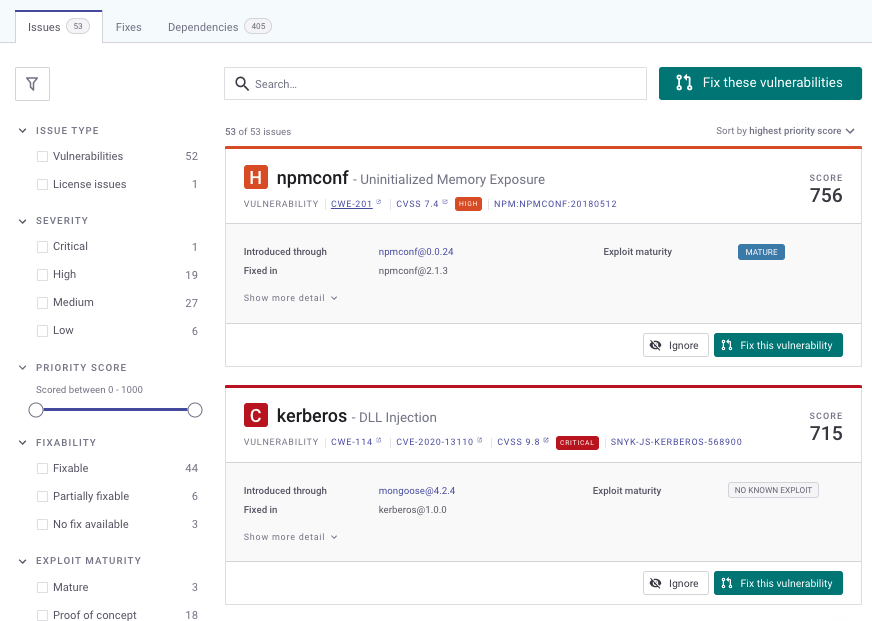 Issues 53 Fixes Dependencies 405
Search...
Fix these vulnerabilities
ISSUE TYPE
Vulnerabilities 52
License issues 1
SEVERITY
Critical 1
High 19
Medium 27
Low 6
PRIORITY SCORE
Scored between 0 - 1000
FIXABILITY
Fixable 44
Partially fixable 6
No fix available 3
EXPLOIT MATURITY
Mature 3
Proof of concept 18
53 of 53 issues
Sort by highest priority score
H npmconf - Uninitialized Memory Exposure
VULNERABILITY CWE-201 CVSS 7.4 HIGH NPM:NPMCONF:20180512
SCORE
756
Introduced through npmconf@0.0.24 Exploit maturity MATURE
Fixed in npmconf@2.1.3
Show more detail
Ignore Fix this vulnerability
C kerberos - DLL Injection
VULNERABILITY CWE-114 CVE-2020-13110 CVSS 9.8 CRITICAL SNYK-JS-KERBEROS-568900
SCORE
715
Introduced through mongoose@4.2.4 Exploit maturity NO KNOWN EXPLOIT
Fixed in kerberos@1.0.0
Show more detail
Ignore Fix this vulnerability